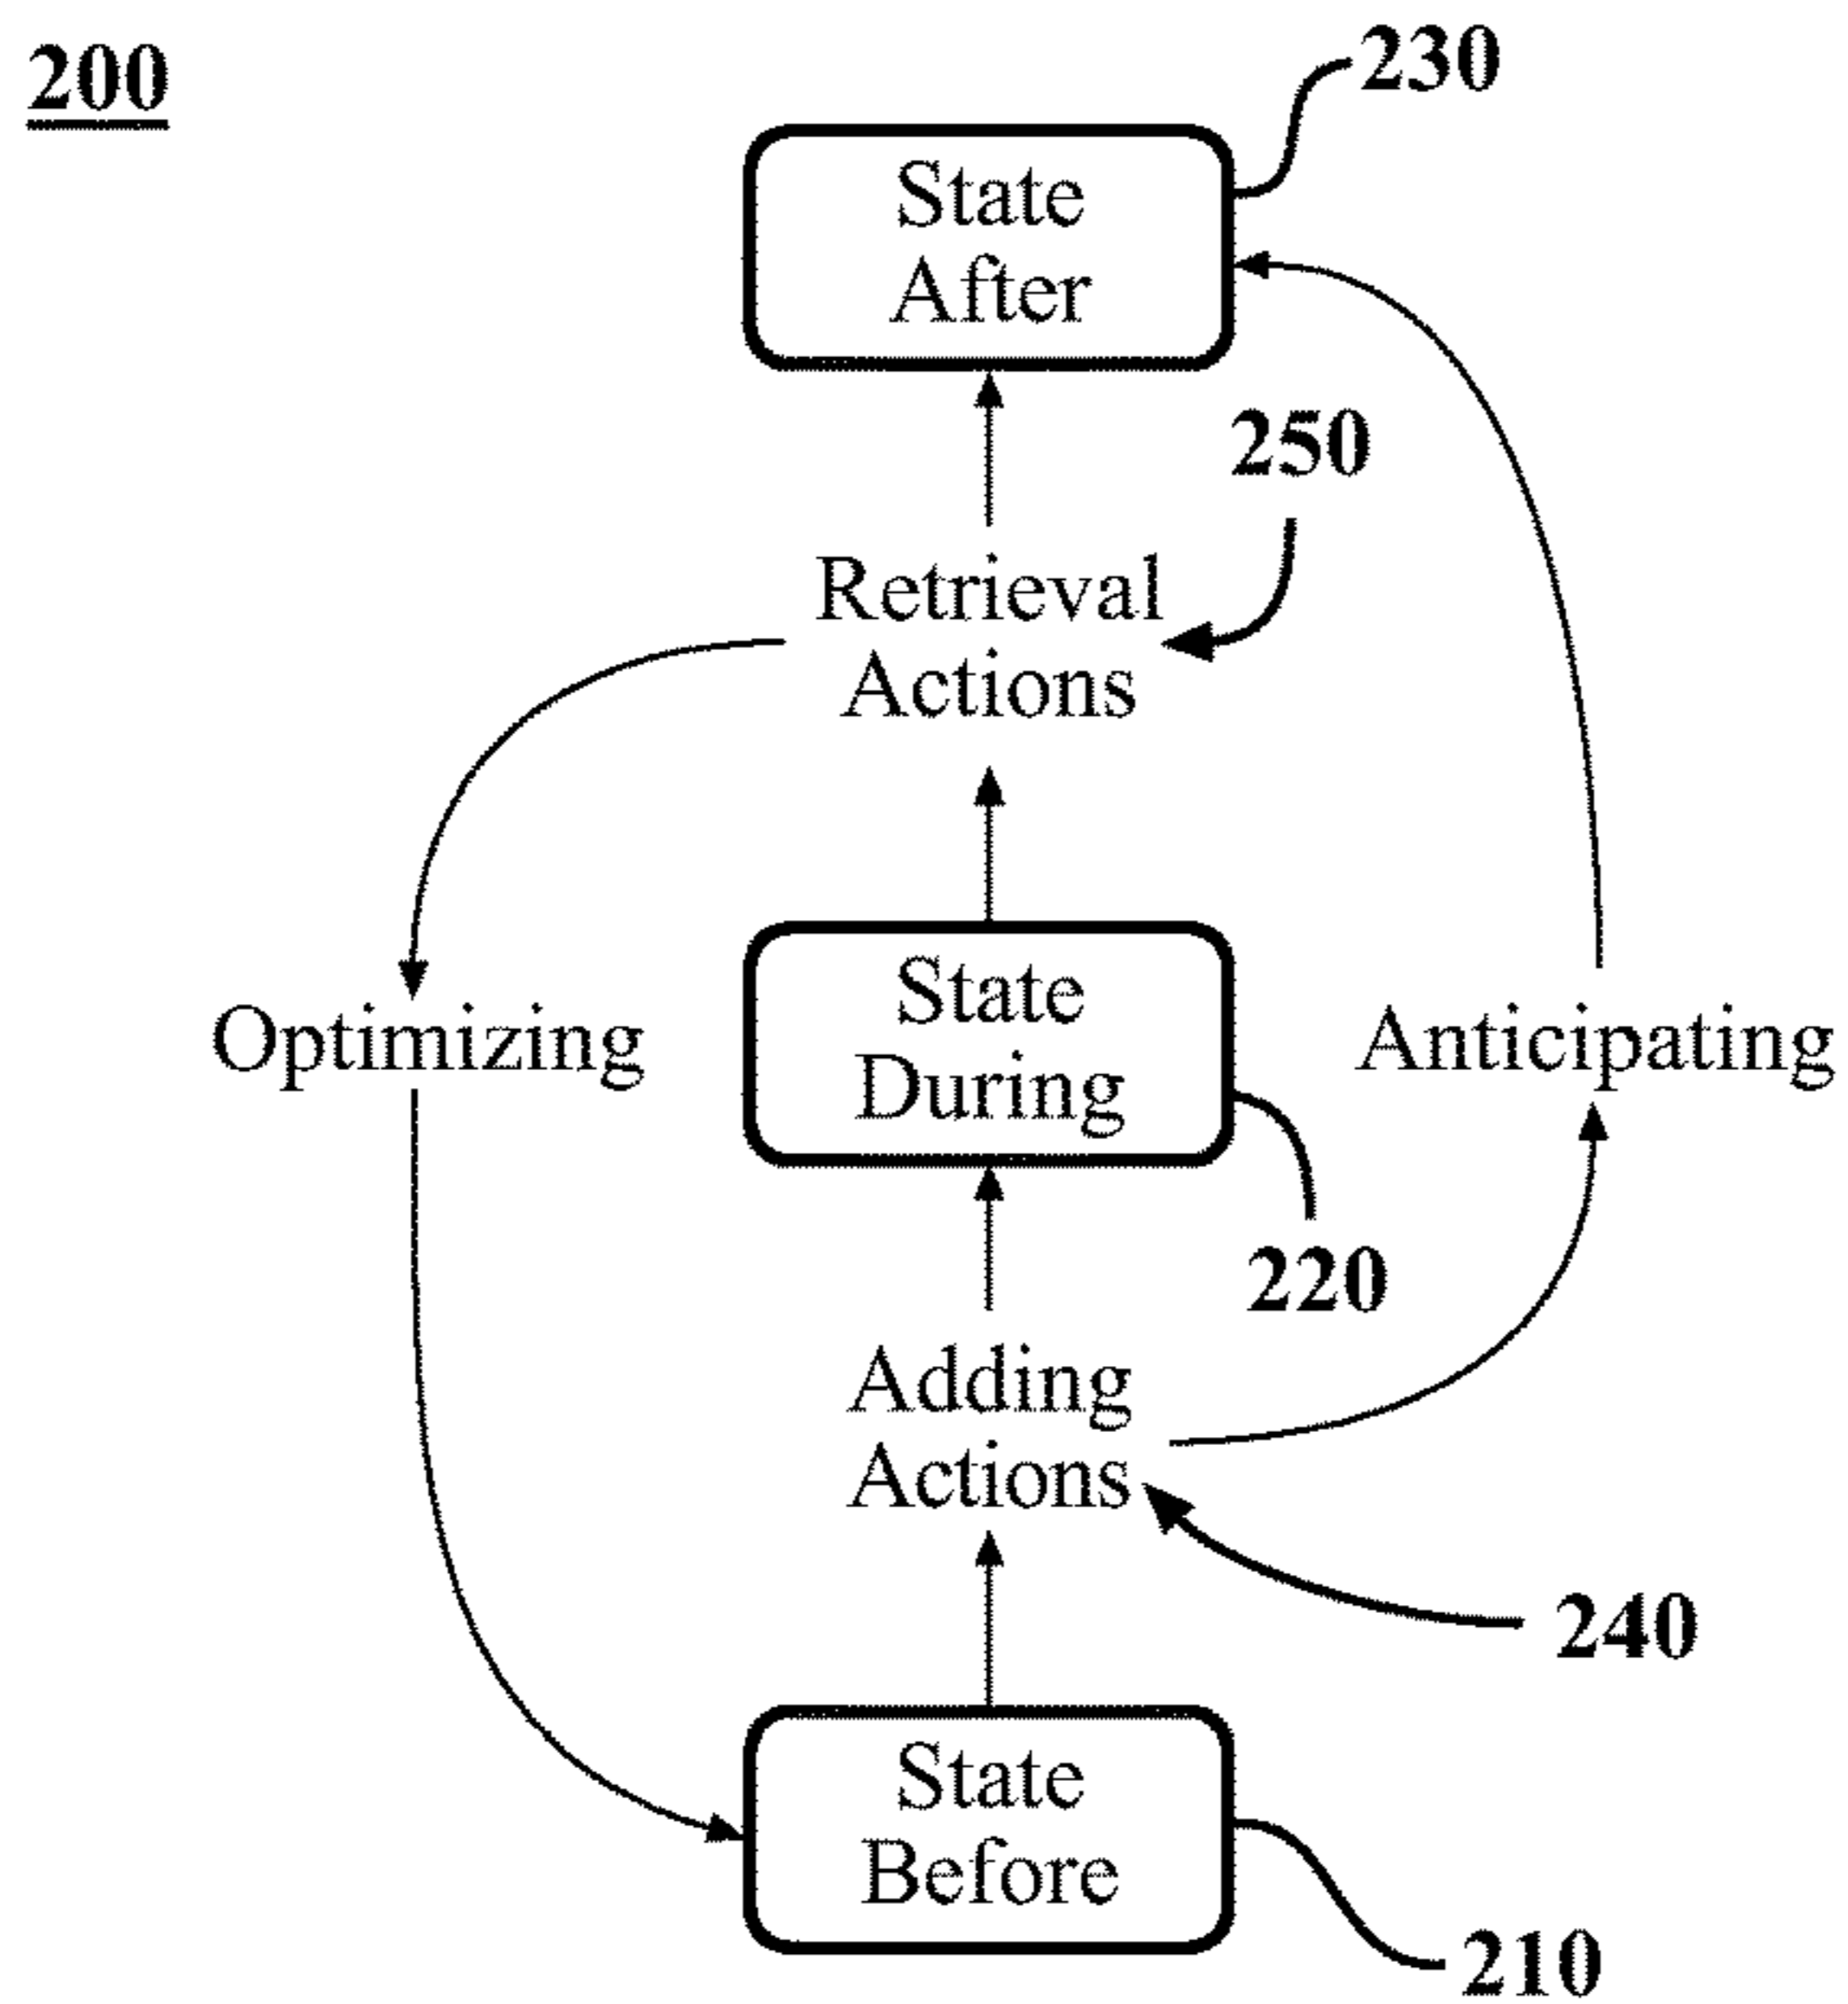 200
230
State
After
250
Retrieval
Actions
Optimizing
State
During
Anticipating
220
Adding
Actions
240
State
Before
210